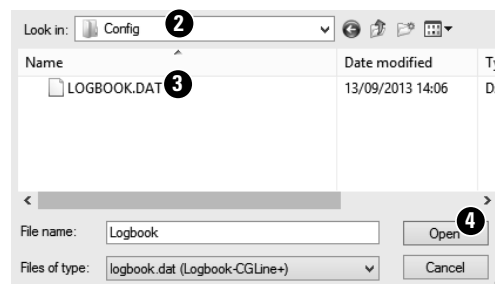 Look in: Config 2
Name Date modified Ty
LOGBOOK.DAT 3 13/09/2013 14:06 D
File name: Logbook Open 4
Files of type: logbook.dat (Logbook-CGLine+) Cancel